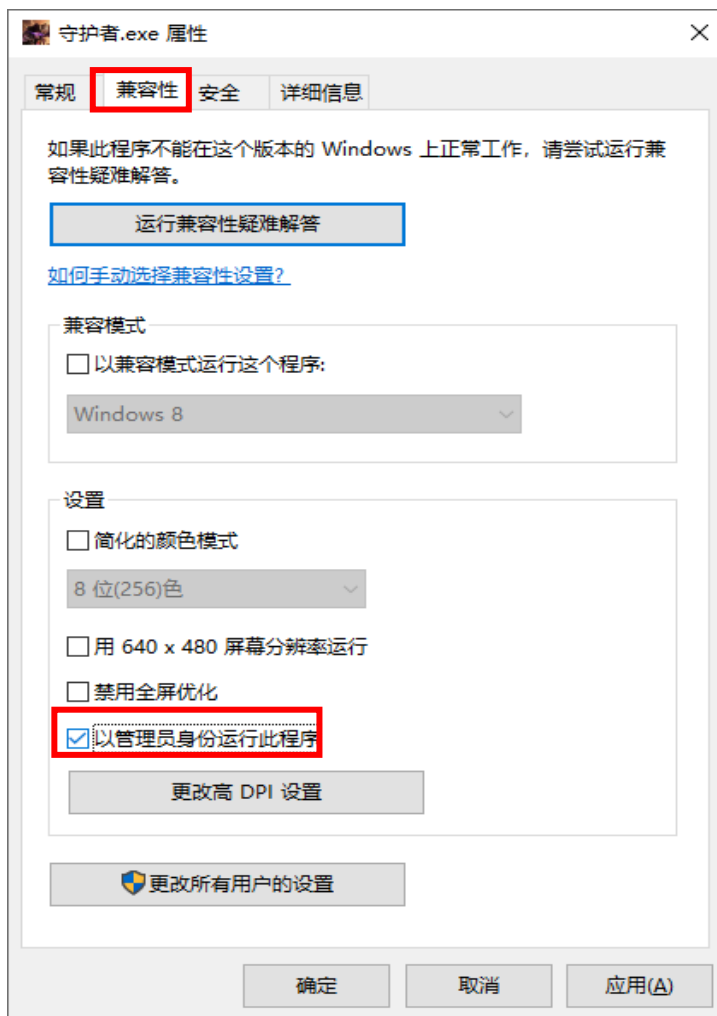 守护者.exe 属性
常规
兼容性
安全
详细信息
如果此程序不能在这个版本的 Windows 上正常工作，请尝试运行兼
容性疑难解答。
运行兼容性疑难解答
如何手动选择兼容性设置？
兼容模式
以兼容模式运行这个程序:
Windows 8
设置
简化的颜色模式
8 位(256)色
用 640 x 480 屏幕分辨率运行
禁用全屏优化
以管理员身份运行此程序
更改高 DPI 设置
更改所有用户的设置
确定
取消
应用(A)